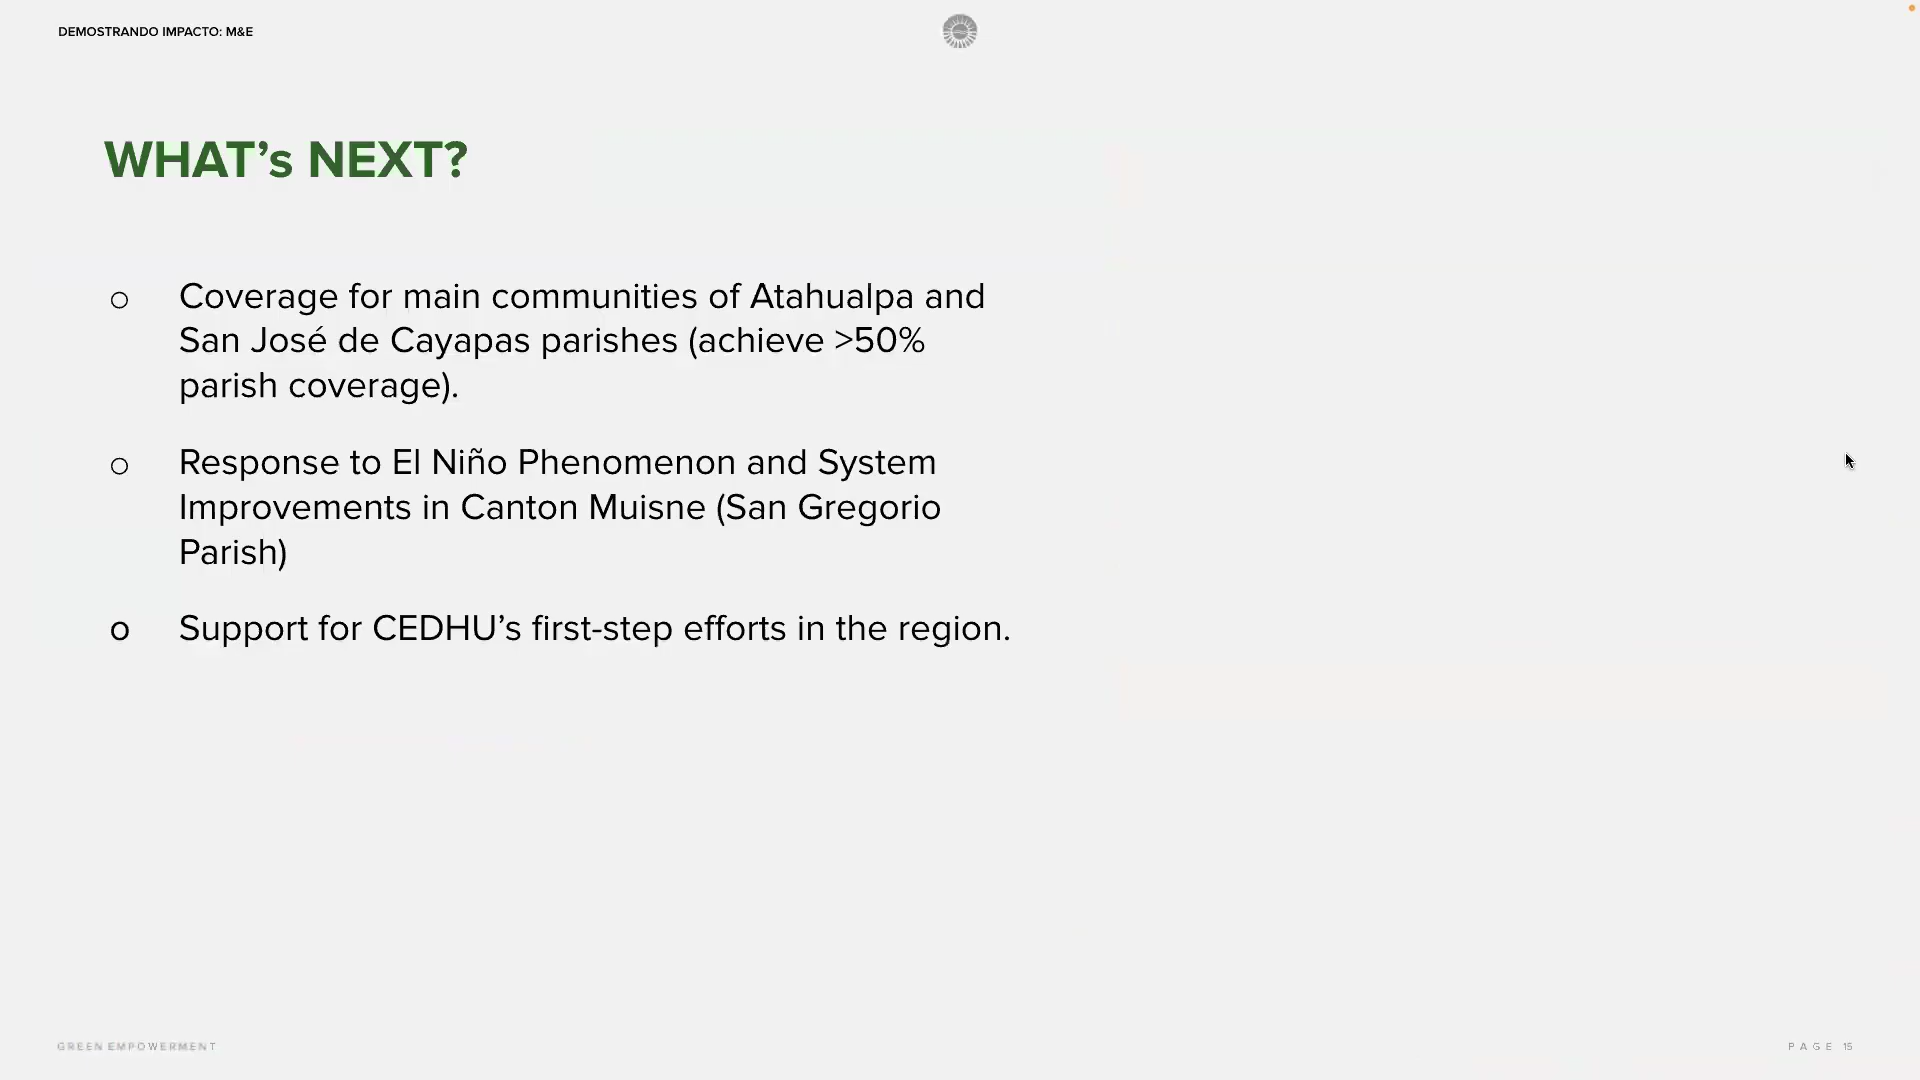 DEMOSTRANDO IMPACTO: M&E
WHAT’s NEXT?
o Coverage for main communities of Atahualpa and
San José de Cayapas parishes (achieve >50%
parish coverage).
o Response to El Niño Phenomenon and System
Improvements in Canton Muisne (San Gregorio
Parish)
o Support for CEDHU’s first-step efforts in the region.
GREEN EMPOWERMENT
PAGE 15